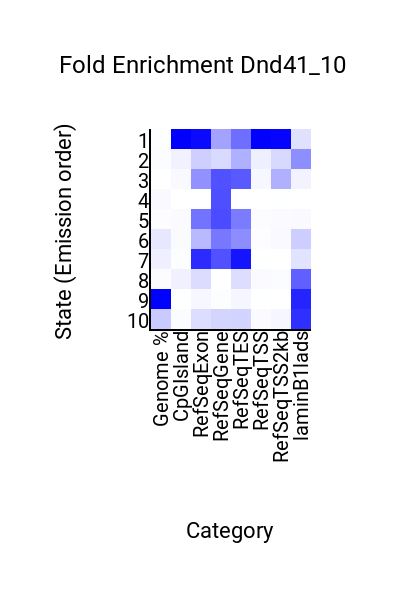 Fold Enrichment Dnd41_10
State (Emission order)
1
2
3
4
5
6
7
8
9
10
Genome %
CpGIsland
RefSeqExon
RefSeqGene
RefSeqTES
RefSeqTSS
RefSeqTSS2kb
laminB1lads
Category